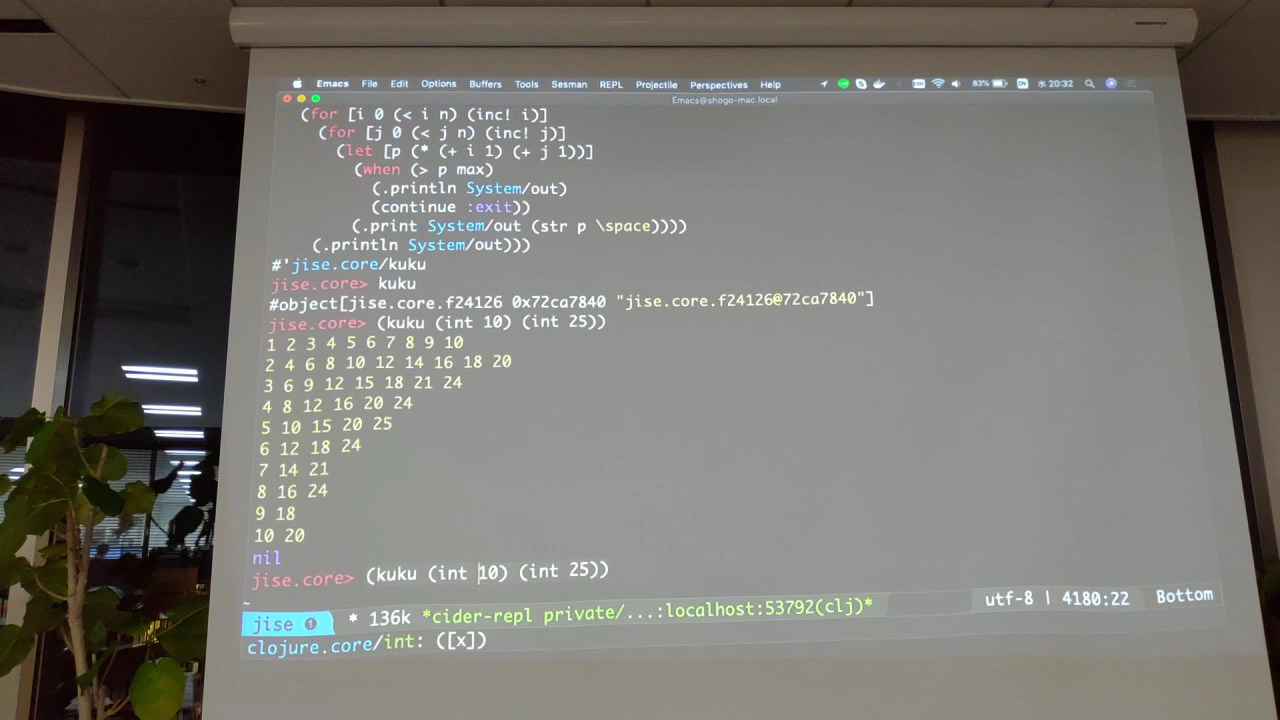 Emacs File Edit Options Buffers Tools Sesman REPL Projectile Perspectives Help 83% 水 20:32
Emacs@shogo-mac.local
(for [i 0 (< i n) (inc! i)]
(for [j 0 (< j n) (inc! j)]
(let [p (* (+ i 1) (+ j 1))]
(when (> p max)
(.println System/out)
(continue :exit))
(.print System/out (str p \space))))
(.println System/out)))
#'jise.core/kuku
jise.core> kuku
#object[jise.core.f24126 0x72ca7840 "jise.core.f24126@72ca7840"]
jise.core> (kuku (int 10) (int 25))
1 2 3 4 5 6 7 8 9 10
2 4 6 8 10 12 14 16 18 20
3 6 9 12 15 18 21 24
4 8 12 16 20 24
5 10 15 20 25
6 12 18 24
7 14 21
8 16 24
9 18
10 20
nil
jise.core> (kuku (int 10) (int 25))
~
jise 1 * 136k *cider-repl private/...:localhost:53792(clj)* utf-8 | 4180:22 Bottom
clojure.core/int: ([x])